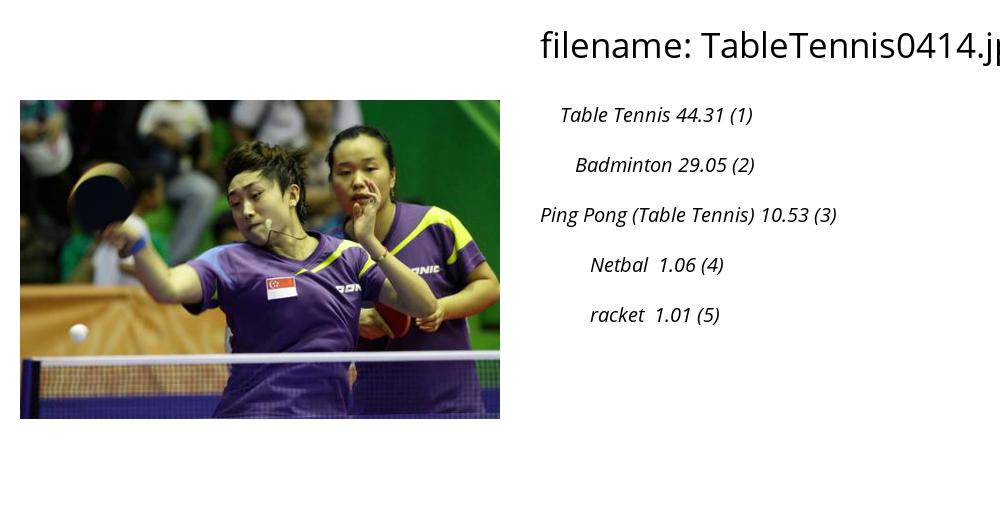 filename: TableTennis0414.jp
Table Tennis 44.31 (1)
Badminton 29.05 (2)
Ping Pong (Table Tennis) 10.53 (3)
Netbal 1.06 (4)
racket 1.01 (5)